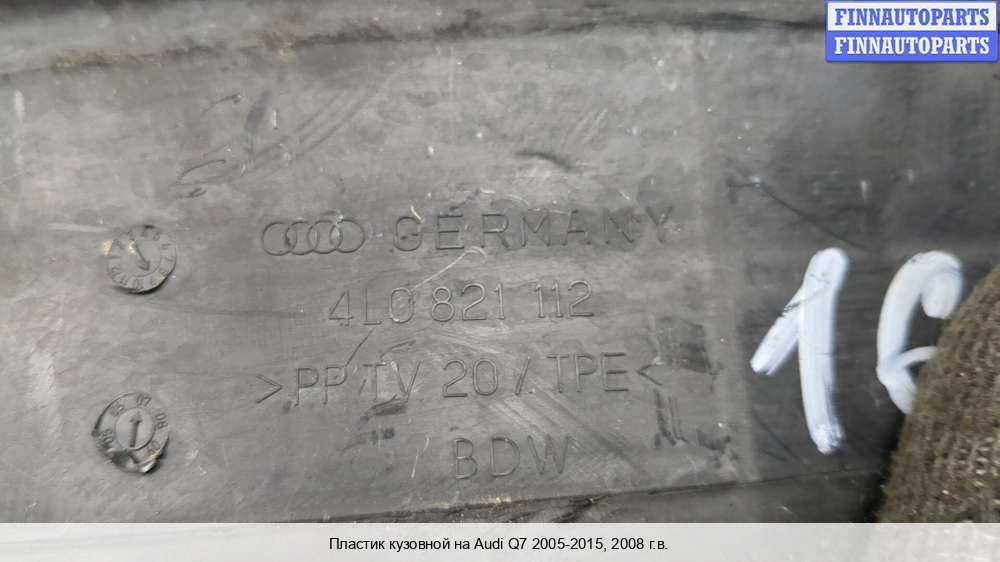 FINNAUTOPARTS
FINNAUTOPARTS
GERMANY
4L0 821 112
>PP TV 20 / TPE<
BDW
16
Пластик кузовной на Audi Q7 2005-2015, 2008 г.в.